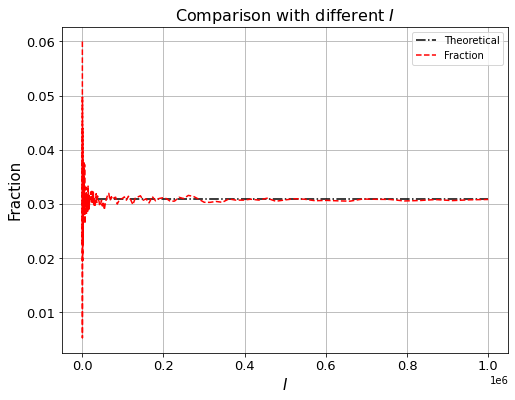 Comparison with different I
Theoretical
Fraction
0.06
0.05
0.04
0.03
0.02
0.01
Fraction
0.0 0.2 0.4 0.6 0.8 1.0
1e6
I